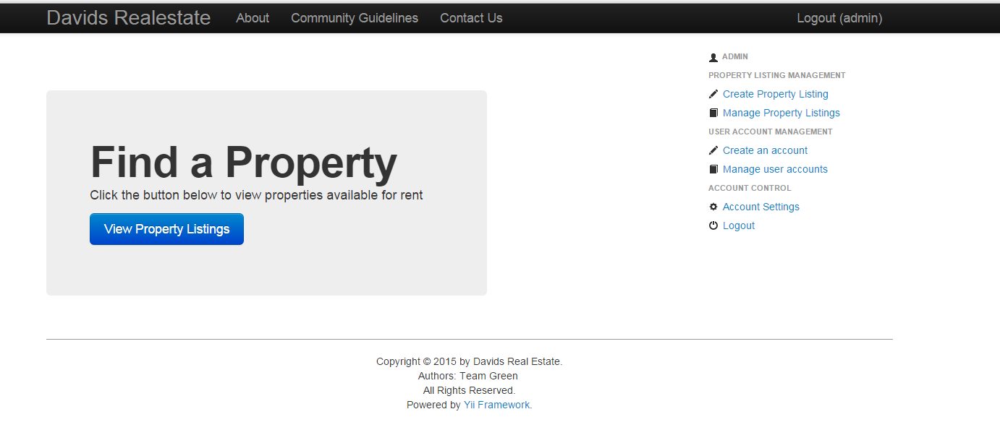 Davids Realestate About Community Guidelines Contact Us Logout (admin)
Find a Property
Click the button below to view properties available for rent
View Property Listings
ADMIN
PROPERTY LISTING MANAGEMENT
Create Property Listing
Manage Property Listings
USER ACCOUNT MANAGEMENT
Create an account
Manage user accounts
ACCOUNT CONTROL
Account Settings
Logout
Copyright © 2015 by Davids Real Estate.
Authors: Team Green
All Rights Reserved.
Powered by Yii Framework.